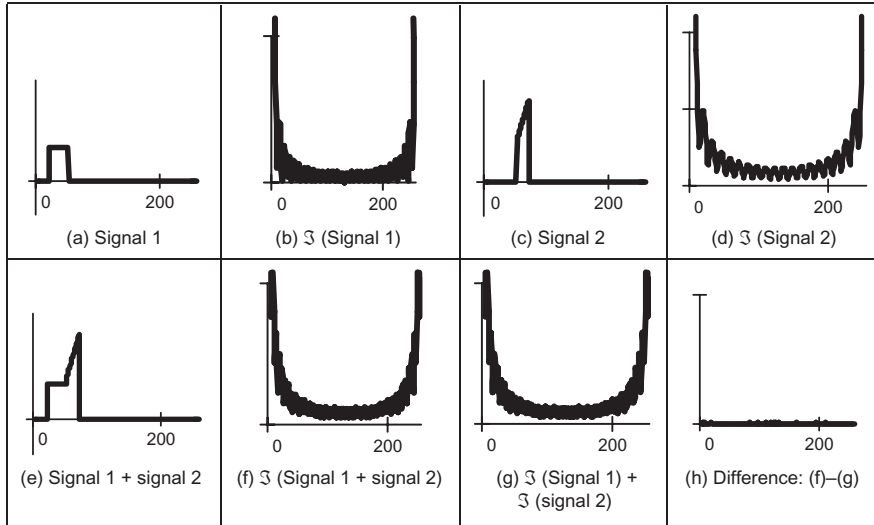 0 200
(a) Signal 1
0 200
(b) ℑ (Signal 1)
0 200
(c) Signal 2
0 200
(d) ℑ (Signal 2)
0 200
(e) Signal 1 + signal 2
0 200
(f) ℑ (Signal 1 + signal 2)
0 200
(g) ℑ (Signal 1) +
ℑ (signal 2)
0 200
(h) Difference: (f)–(g)